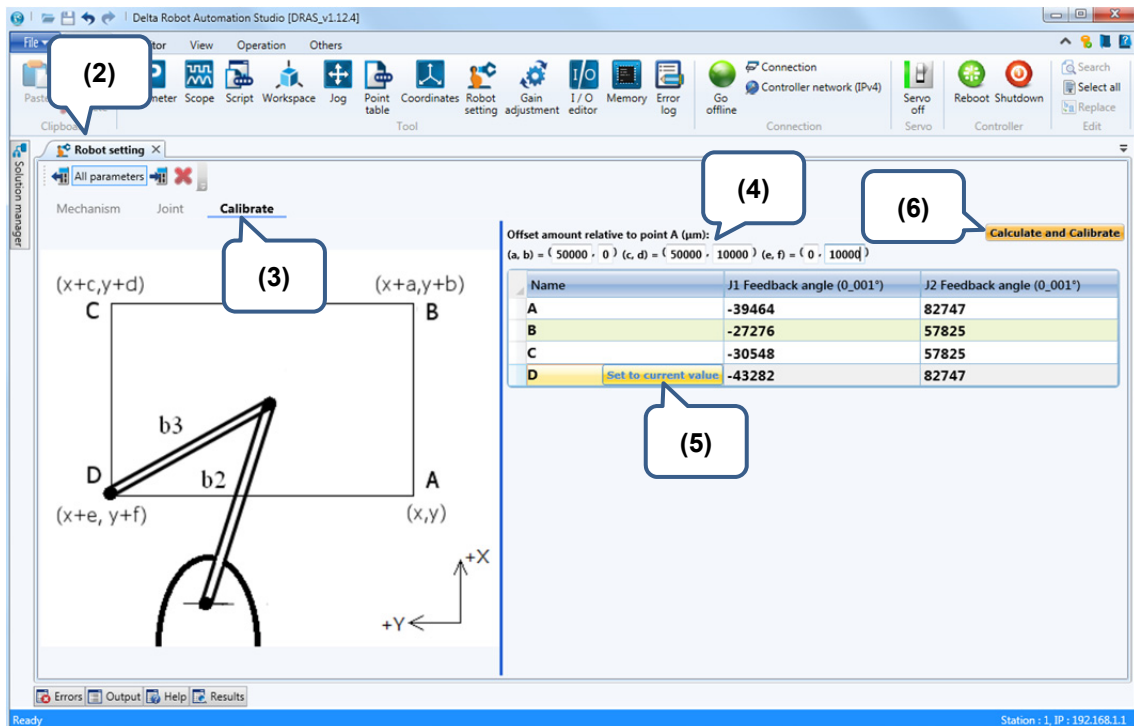 Delta Robot Automation Studio [DRAS_v1.12.4]
File View Operation Others
(2)
Scope Script Workspace Jog Point table Coordinates Robot setting Gain adjustment I/O editor Memory Error log Go offline Connection Controller network (IPv4) Servo off Reboot Shutdown Search Select all Replace
Tool Connection Servo Controller Edit
Solution manager
Robot setting
All parameters
Mechanism Joint Calibrate
(3)
(4)
(6)
Calculate and Calibrate
Offset amount relative to point A (μm):
(a, b) = ( 50000 , 0 ) (c, d) = ( 50000 , 10000 ) (e, f) = ( 0 , 10000 )
Name J1 Feedback angle (0_001°) J2 Feedback angle (0_001°)
A -39464 82747
B -27276 57825
C -30548 57825
D Set to current value -43282 82747
(5)
(x+c,y+d) (x+a,y+b)
C B
b3
D b2 A
(x+e, y+f) (x,y)
+X
+Y
Errors Output Help Results
Ready Station : 1, IP : 192.168.1.1